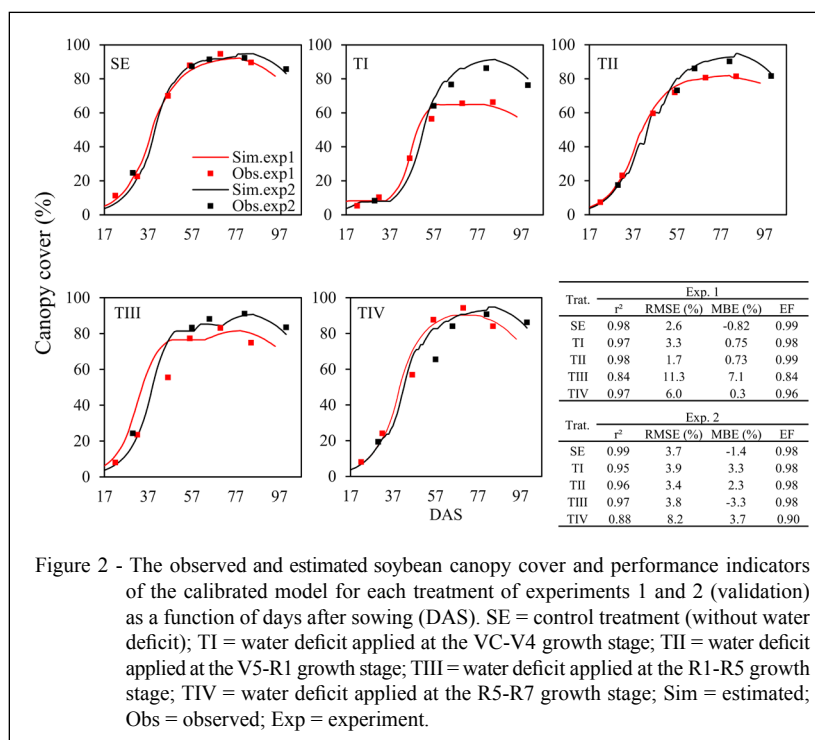 Canopy cover (%)
100
80
60
40
20
0
SE
Sim.exp1
Obs.exp1
Sim.exp2
Obs.exp2
17 37 57 77 97
100
80
60
40
20
0
TI
17 37 57 77 97
100
80
60
40
20
0
TII
17 37 57 77 97
100
80
60
40
20
0
TIII
17 37 57 77 97
100
80
60
40
20
0
TIV
17 37 57 77 97
DAS
Trat. Exp. 1
r² RMSE (%) MBE (%) EF
SE 0.98 2.6 -0.82 0.99
TI 0.97 3.3 0.75 0.98
TII 0.98 1.7 0.73 0.99
TIII 0.84 11.3 7.1 0.84
TIV 0.97 6.0 0.3 0.96
Trat. Exp. 2
r² RMSE (%) MBE (%) EF
SE 0.99 3.7 -1.4 0.98
TI 0.95 3.9 3.3 0.98
TII 0.96 3.4 2.3 0.98
TIII 0.97 3.8 -3.3 0.98
TIV 0.88 8.2 3.7 0.90
Figure 2 - The observed and estimated soybean canopy cover and performance indicators
of the calibrated model for each treatment of experiments 1 and 2 (validation)
as a function of days after sowing (DAS). SE = control treatment (without water
deficit); TI = water deficit applied at the VC-V4 growth stage; TII = water deficit
applied at the V5-R1 growth stage; TIII = water deficit applied at the R1-R5 growth
stage; TIV = water deficit applied at the R5-R7 growth stage; Sim = estimated;
Obs = observed; Exp = experiment.